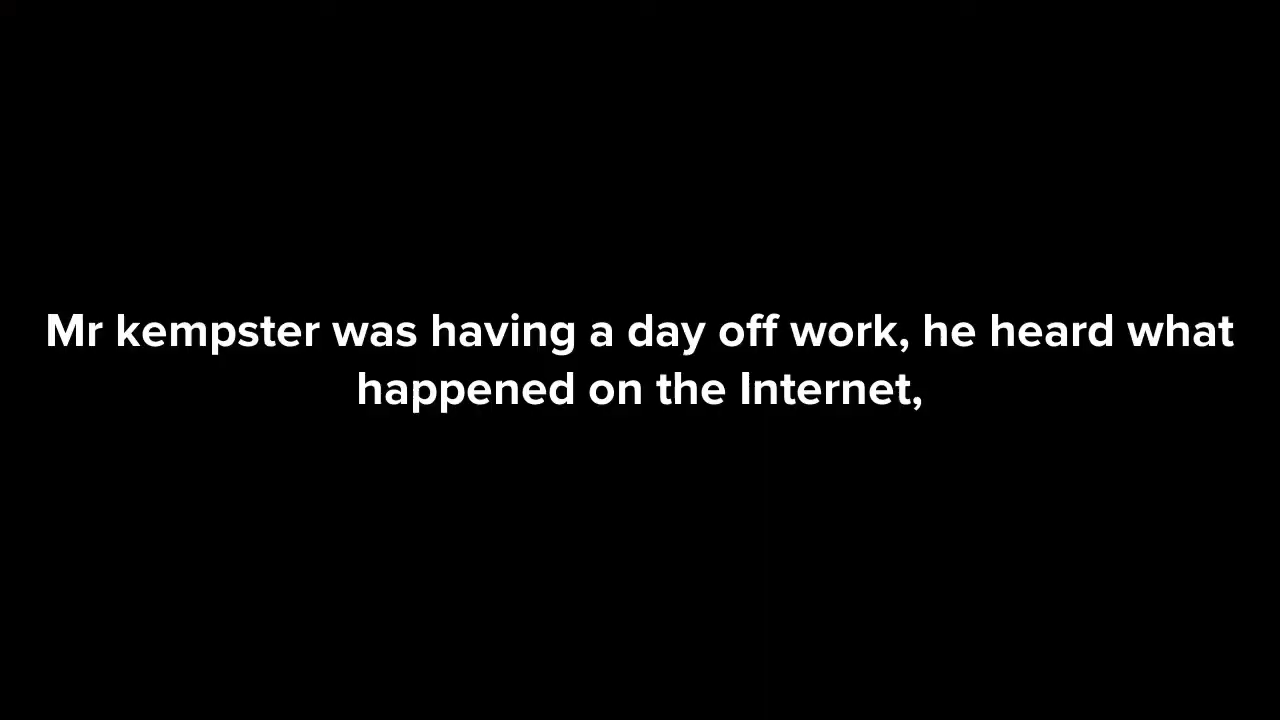 Mr kempster was having a day off work, he heard what
happened on the Internet,